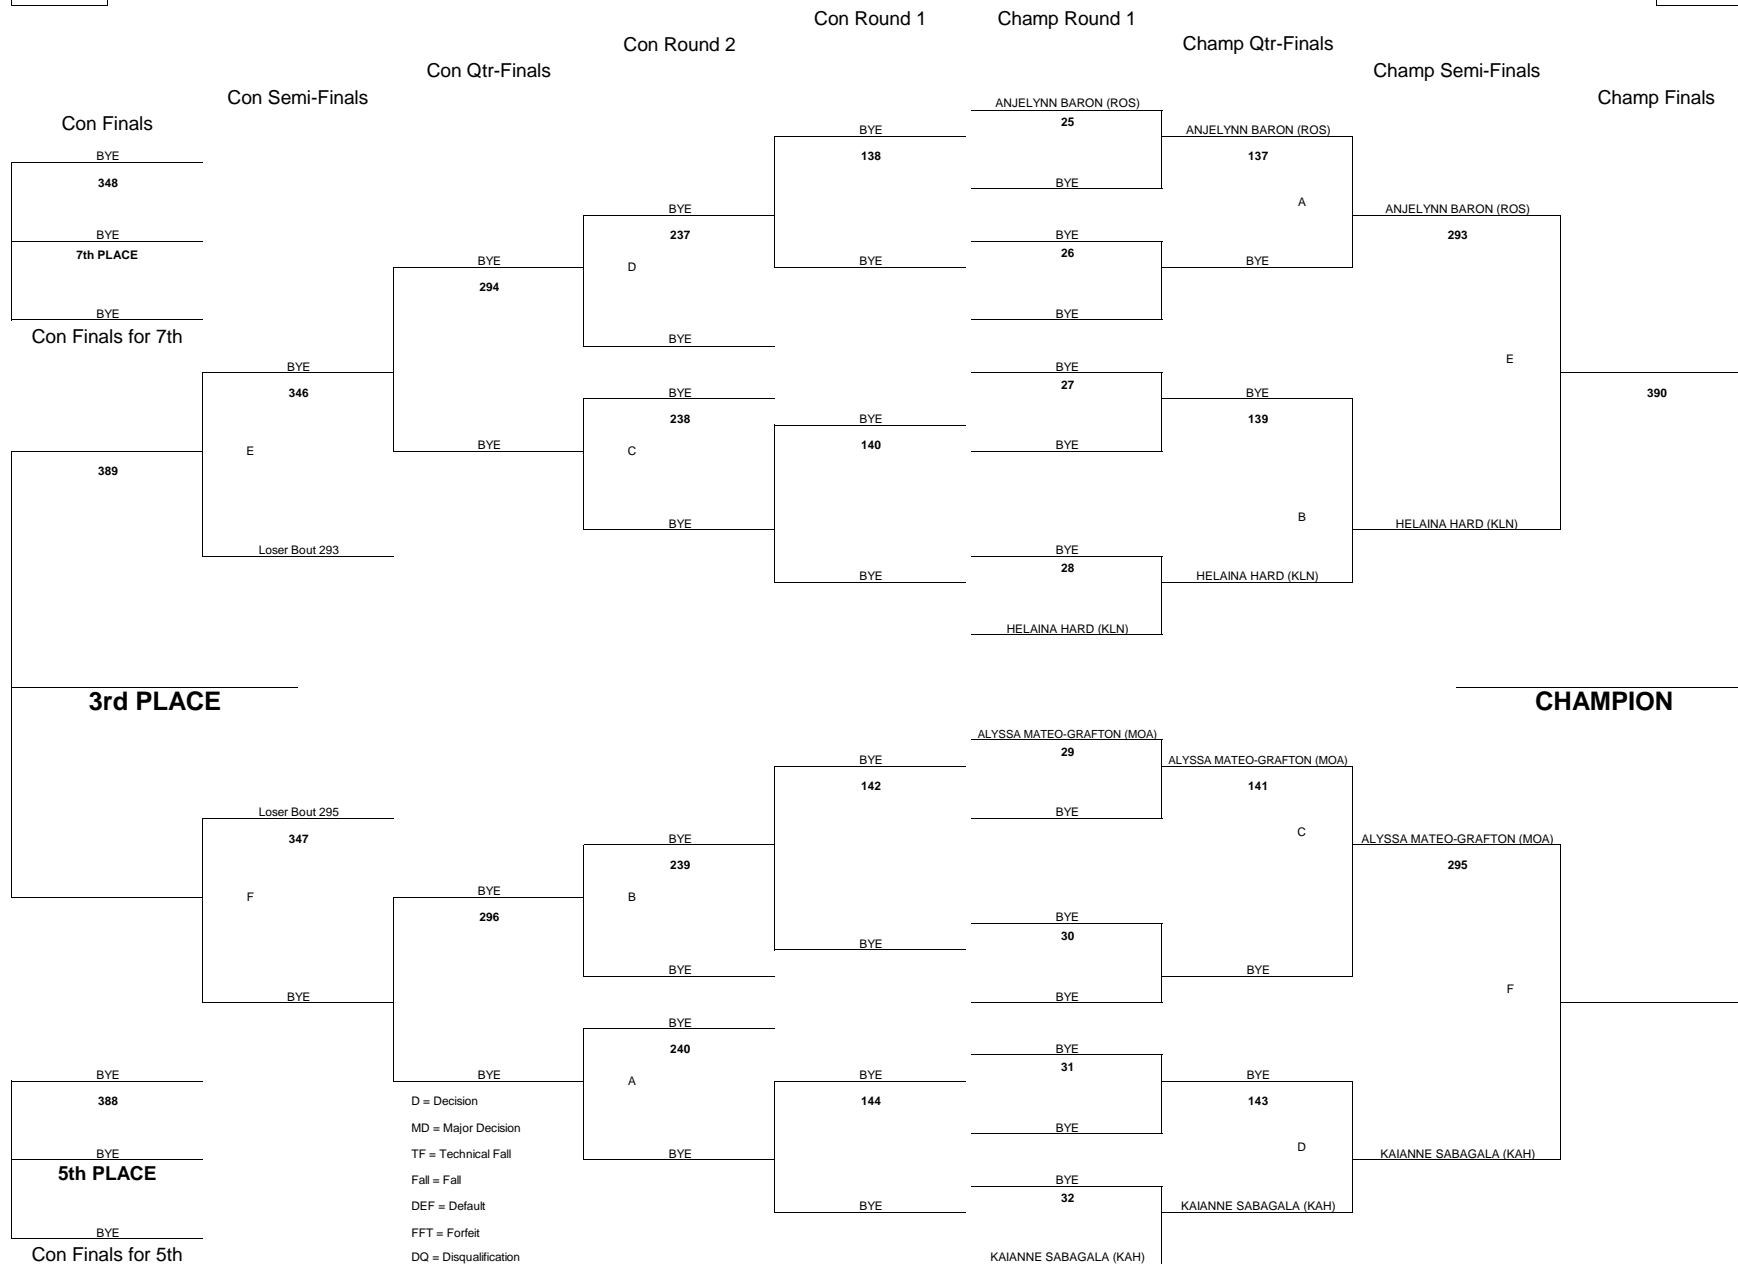 Con Round 1 Champ Round 1
Con Round 2 Champ Qtr-Finals
Con Qtr-Finals Champ Semi-Finals
Con Semi-Finals Champ Finals
ANJELYNN BARON (ROS)
Con Finals 25
BYE ANJELYNN BARON (ROS)
BYE 138 137
348 BYE
A
BYE ANJELYNN BARON (ROS)
BYE 237 BYE 293
7th PLACE 26
BYE D BYE BYE
294
BYE BYE
Con Finals for 7th BYE
E
BYE BYE
346 27 390
BYE BYE
238 BYE 139
E BYE C 140 BYE
389
BYE B HELAINA HARD (KLN)
Loser Bout 293 BYE
28
BYE HELAINA HARD (KLN)
HELAINA HARD (KLN)
3rd PLACE CHAMPION
ALYSSA MATEO-GRAFTON (MOA)
29
BYE ALYSSA MATEO-GRAFTON (MOA)
142 141
Loser Bout 295 BYE
C
347 BYE ALYSSA MATEO-GRAFTON (MOA)
239 295
BYE
F B
296 BYE
30
BYE
BYE BYE
F
BYE BYE
BYE
240 BYE
31
BYE BYE A BYE BYE
388 D = Decision 144 143
MD = Major Decision BYE
D
BYE TF = Technical Fall BYE KAIANNE SABAGALA (KAH)
5th PLACE
Fall = Fall BYE
32
DEF = Default BYE KAIANNE SABAGALA (KAH)
BYE FFT = Forfeit
Con Finals for 5th DQ = Disqualification KAIANNE SABAGALA (KAH)